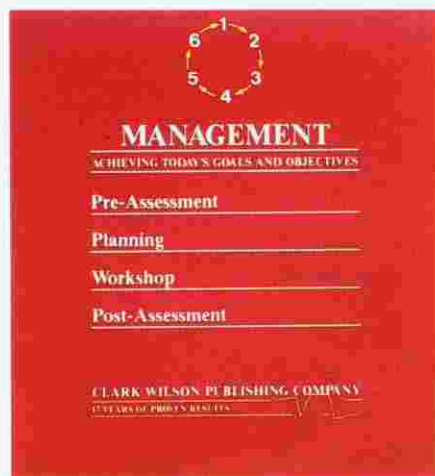 1
6 2
5 3
4
MANAGEMENT
ACHIEVING TODAY'S GOALS AND OBJECTIVES
Pre-Assessment
Planning
Workshop
Post-Assessment
CLARK WILSON PUBLISHING COMPANY
17 YEARS OF PROVEN RESULTS